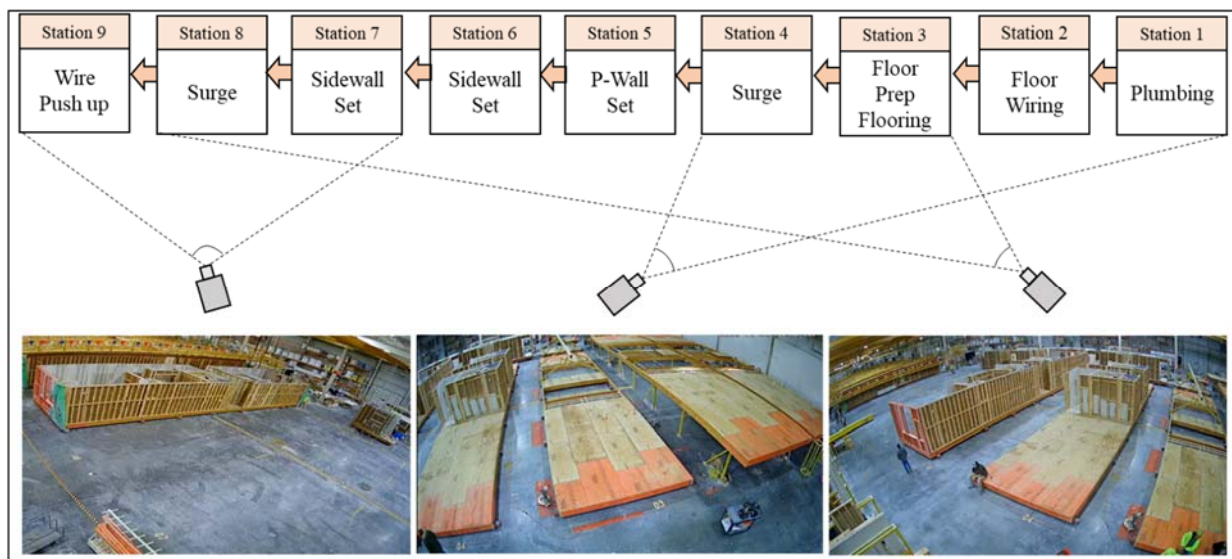 Station 9
Station 8
Station 7
Station 6
Station 5
Station 4
Station 3
Station 2
Station 1
Wire
Push up
Surge
Sidewall
Set
Sidewall
Set
P-Wall
Set
Surge
Floor
Prep
Flooring
Floor
Wiring
Plumbing